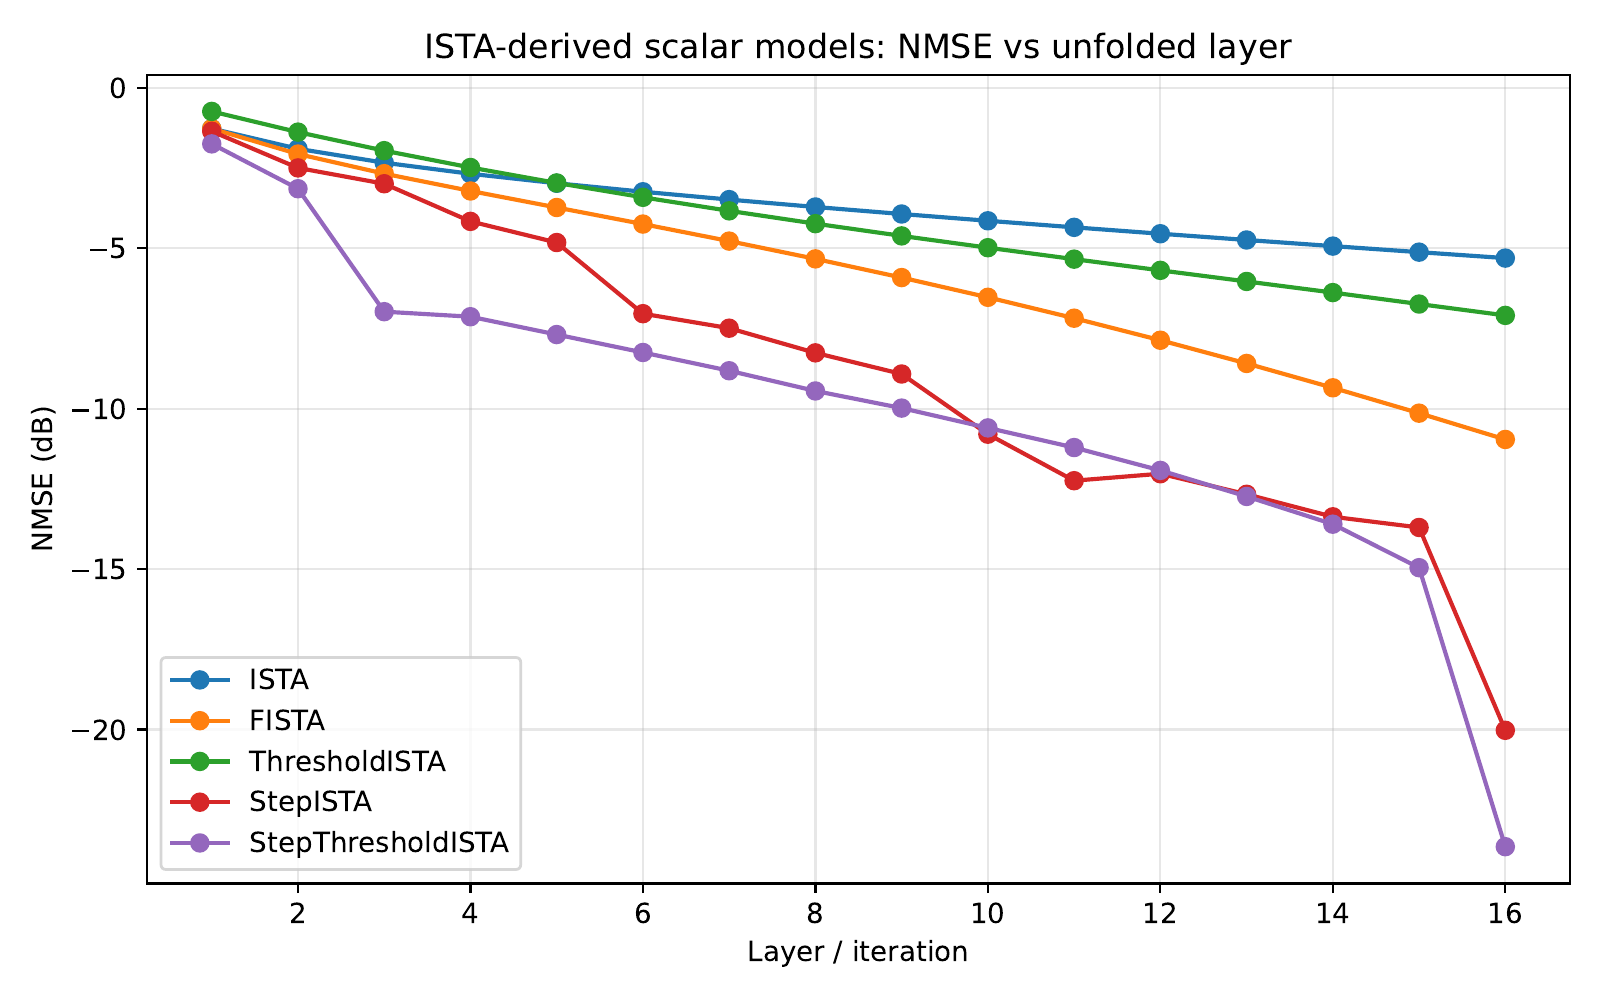 ISTA-derived scalar models: NMSE vs unfolded layer
0
−5
−10
−15
−20
NMSE (dB)
ISTA
FISTA
ThresholdISTA
StepISTA
StepThresholdISTA
2 4 6 8 10 12 14 16
Layer / iteration